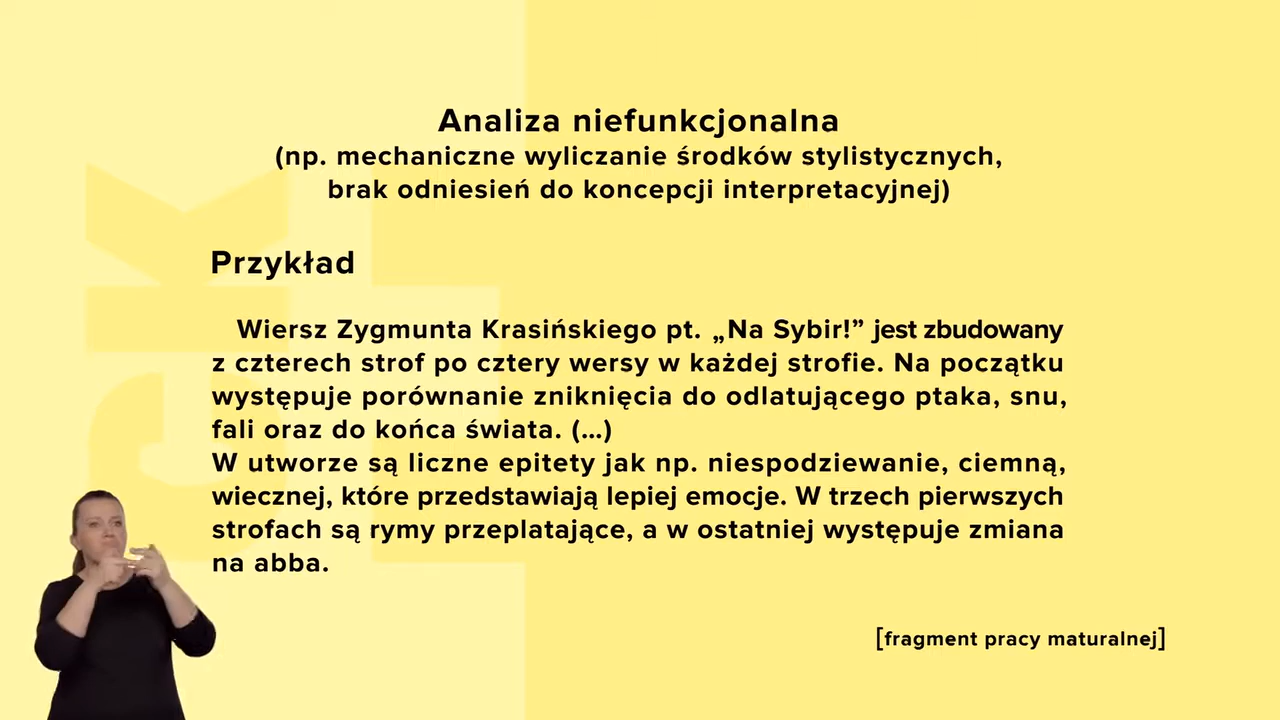 Analiza niefunkcjonalna
(np. mechaniczne wyliczanie środków stylistycznych,
brak odniesień do koncepcji interpretacyjnej)
Przykład
Wiersz Zygmunta Krasińskiego pt. „Na Sybir!” jest zbudowany
z czterech strof po cztery wersy w każdej strofie. Na początku
występuje porównanie zniknięcia do odlatującego ptaka, snu,
fali oraz do końca świata. (...)
W utworze są liczne epitety jak np. niespodziewanie, ciemną,
wiecznej, które przedstawiają lepiej emocje. W trzech pierwszych
strofach są rymy przeplatające, a w ostatniej występuje zmiana
na abba.
[fragment pracy maturalnej]